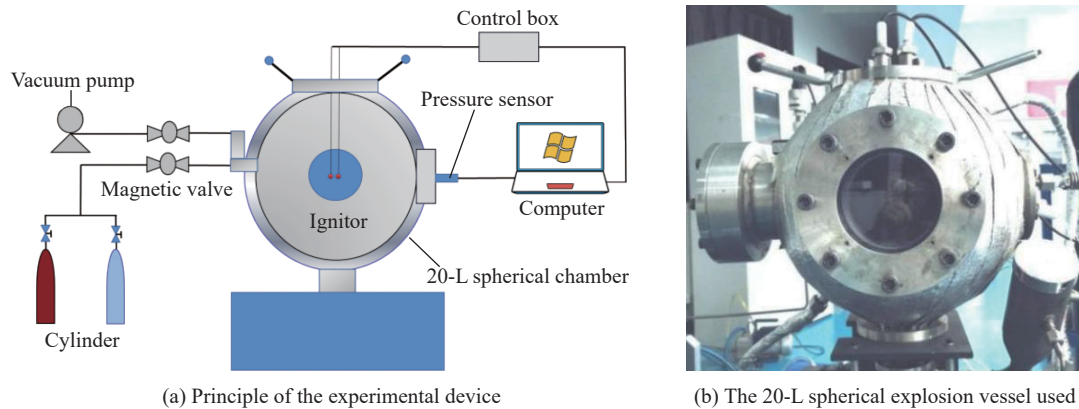 Control box
Vacuum pump
Pressure sensor
Magnetic valve
Ignitor
Computer
20-L spherical chamber
Cylinder
(a) Principle of the experimental device
(b) The 20-L spherical explosion vessel used